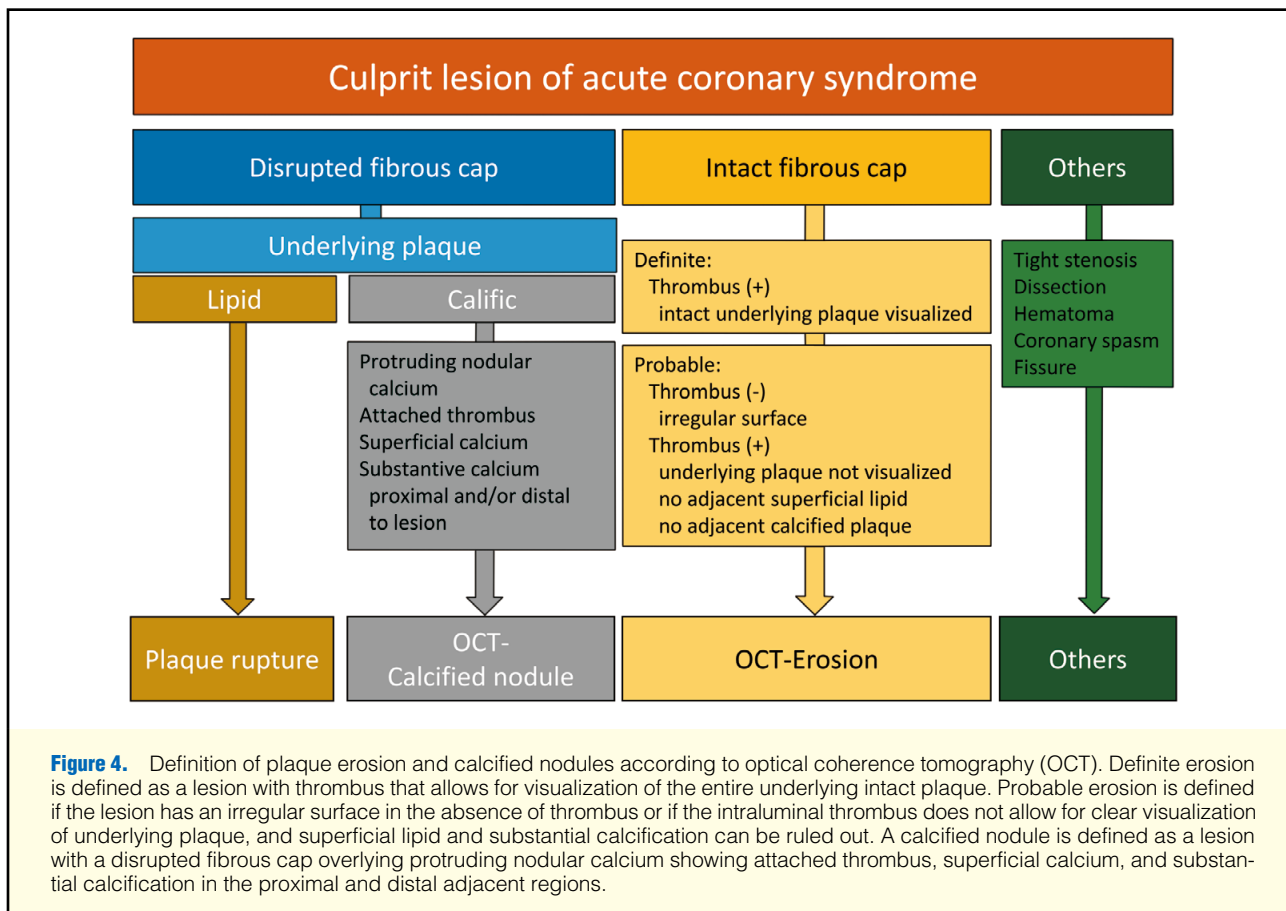 Culprit lesion of acute coronary syndrome
Disrupted fibrous cap
Underlying plaque
Lipid
Calific
Protruding nodular
calcium
Attached thrombus
Superficial calcium
Substantive calcium
proximal and/or distal
to lesion
Plaque rupture
OCT-
Calcified nodule
Intact fibrous cap
Definite:
Thrombus (+)
intact underlying plaque visualized
Probable:
Thrombus (-)
irregular surface
Thrombus (+)
underlying plaque not visualized
no adjacent superficial lipid
no adjacent calcified plaque
OCT-Erosion
Others
Tight stenosis
Dissection
Hematoma
Coronary spasm
Fissure
Others
Figure 4. Definition of plaque erosion and calcified nodules according to optical coherence tomography (OCT). Definite erosion
is defined as a lesion with thrombus that allows for visualization of the entire underlying intact plaque. Probable erosion is defined
if the lesion has an irregular surface in the absence of thrombus or if the intraluminal thrombus does not allow for clear visualization
of underlying plaque, and superficial lipid and substantial calcification can be ruled out. A calcified nodule is defined as a lesion
with a disrupted fibrous cap overlying protruding nodular calcium showing attached thrombus, superficial calcium, and substan-
tial calcification in the proximal and distal adjacent regions.